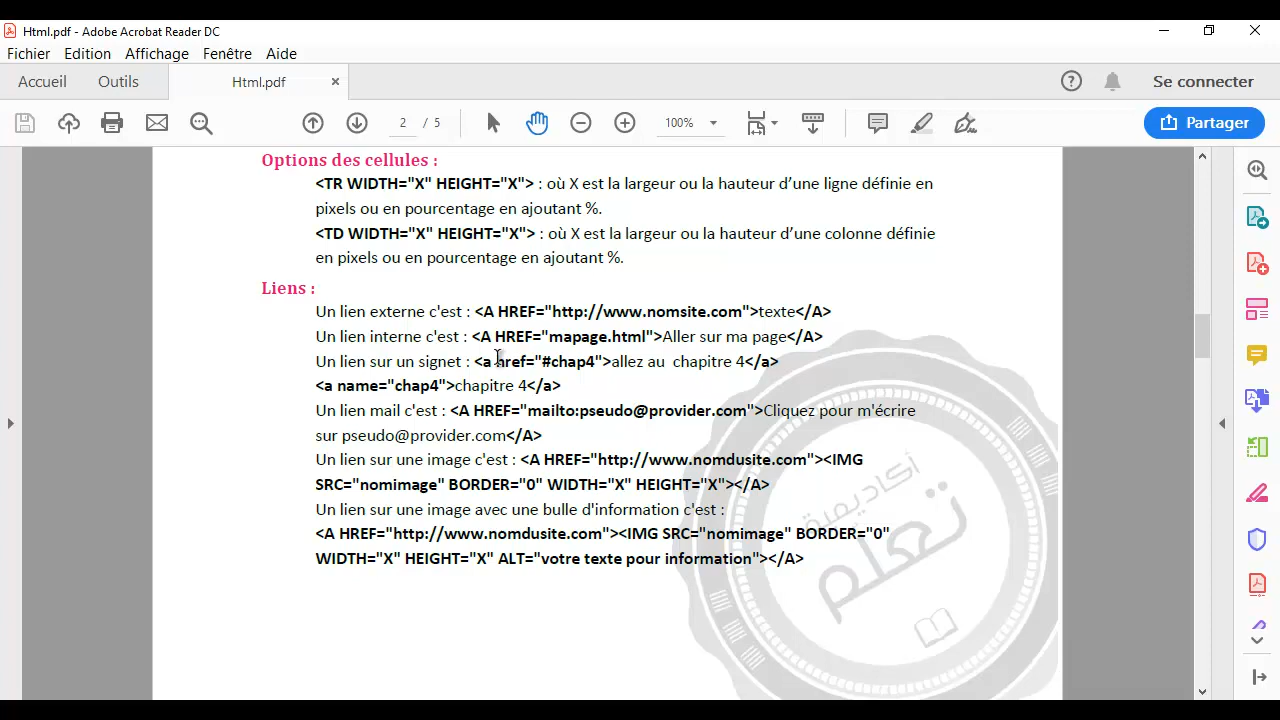 Html.pdf - Adobe Acrobat Reader DC
Fichier Edition Affichage Fenêtre Aide
Accueil Outils Html.pdf × ? Se connecter
2 / 5 100% Partager
Options des cellules :
<TR WIDTH="X" HEIGHT="X"> : où X est la largeur ou la hauteur d’une ligne définie en
pixels ou en pourcentage en ajoutant %.
<TD WIDTH="X" HEIGHT="X"> : où X est la largeur ou la hauteur d’une colonne définie
en pixels ou en pourcentage en ajoutant %.
Liens :
Un lien externe c'est : <A HREF="http://www.nomsite.com">texte</A>
Un lien interne c'est : <A HREF="mapage.html">Aller sur ma page</A>
Un lien sur un signet : <a href="#chap4">allez au chapitre 4</a>
<a name="chap4">chapitre 4</a>
Un lien mail c'est : <A HREF="mailto:pseudo@provider.com">Cliquez pour m'écrire
sur pseudo@provider.com</A>
Un lien sur une image c'est : <A HREF="http://www.nomdusite.com"><IMG
SRC="nomimage" BORDER="0" WIDTH="X" HEIGHT="X"></A>
Un lien sur une image avec une bulle d'information c'est :
<A HREF="http://www.nomdusite.com"><IMG SRC="nomimage" BORDER="0"
WIDTH="X" HEIGHT="X" ALT="votre texte pour information"></A>
أكاديمية
تعلم